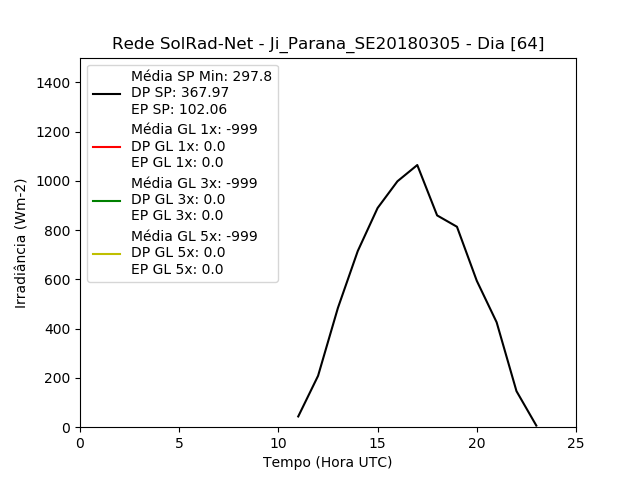 Rede SolRad-Net - Ji_Parana_SE20180305 - Dia [64]
Média SP Min: 297.8
DP SP: 367.97
EP SP: 102.06
Média GL 1x: -999
DP GL 1x: 0.0
EP GL 1x: 0.0
Média GL 3x: -999
DP GL 3x: 0.0
EP GL 3x: 0.0
Média GL 5x: -999
DP GL 5x: 0.0
EP GL 5x: 0.0
Irradiância (Wm-2)
1400
1200
1000
800
600
400
200
0
0 5 10 15 20 25
Tempo (Hora UTC)